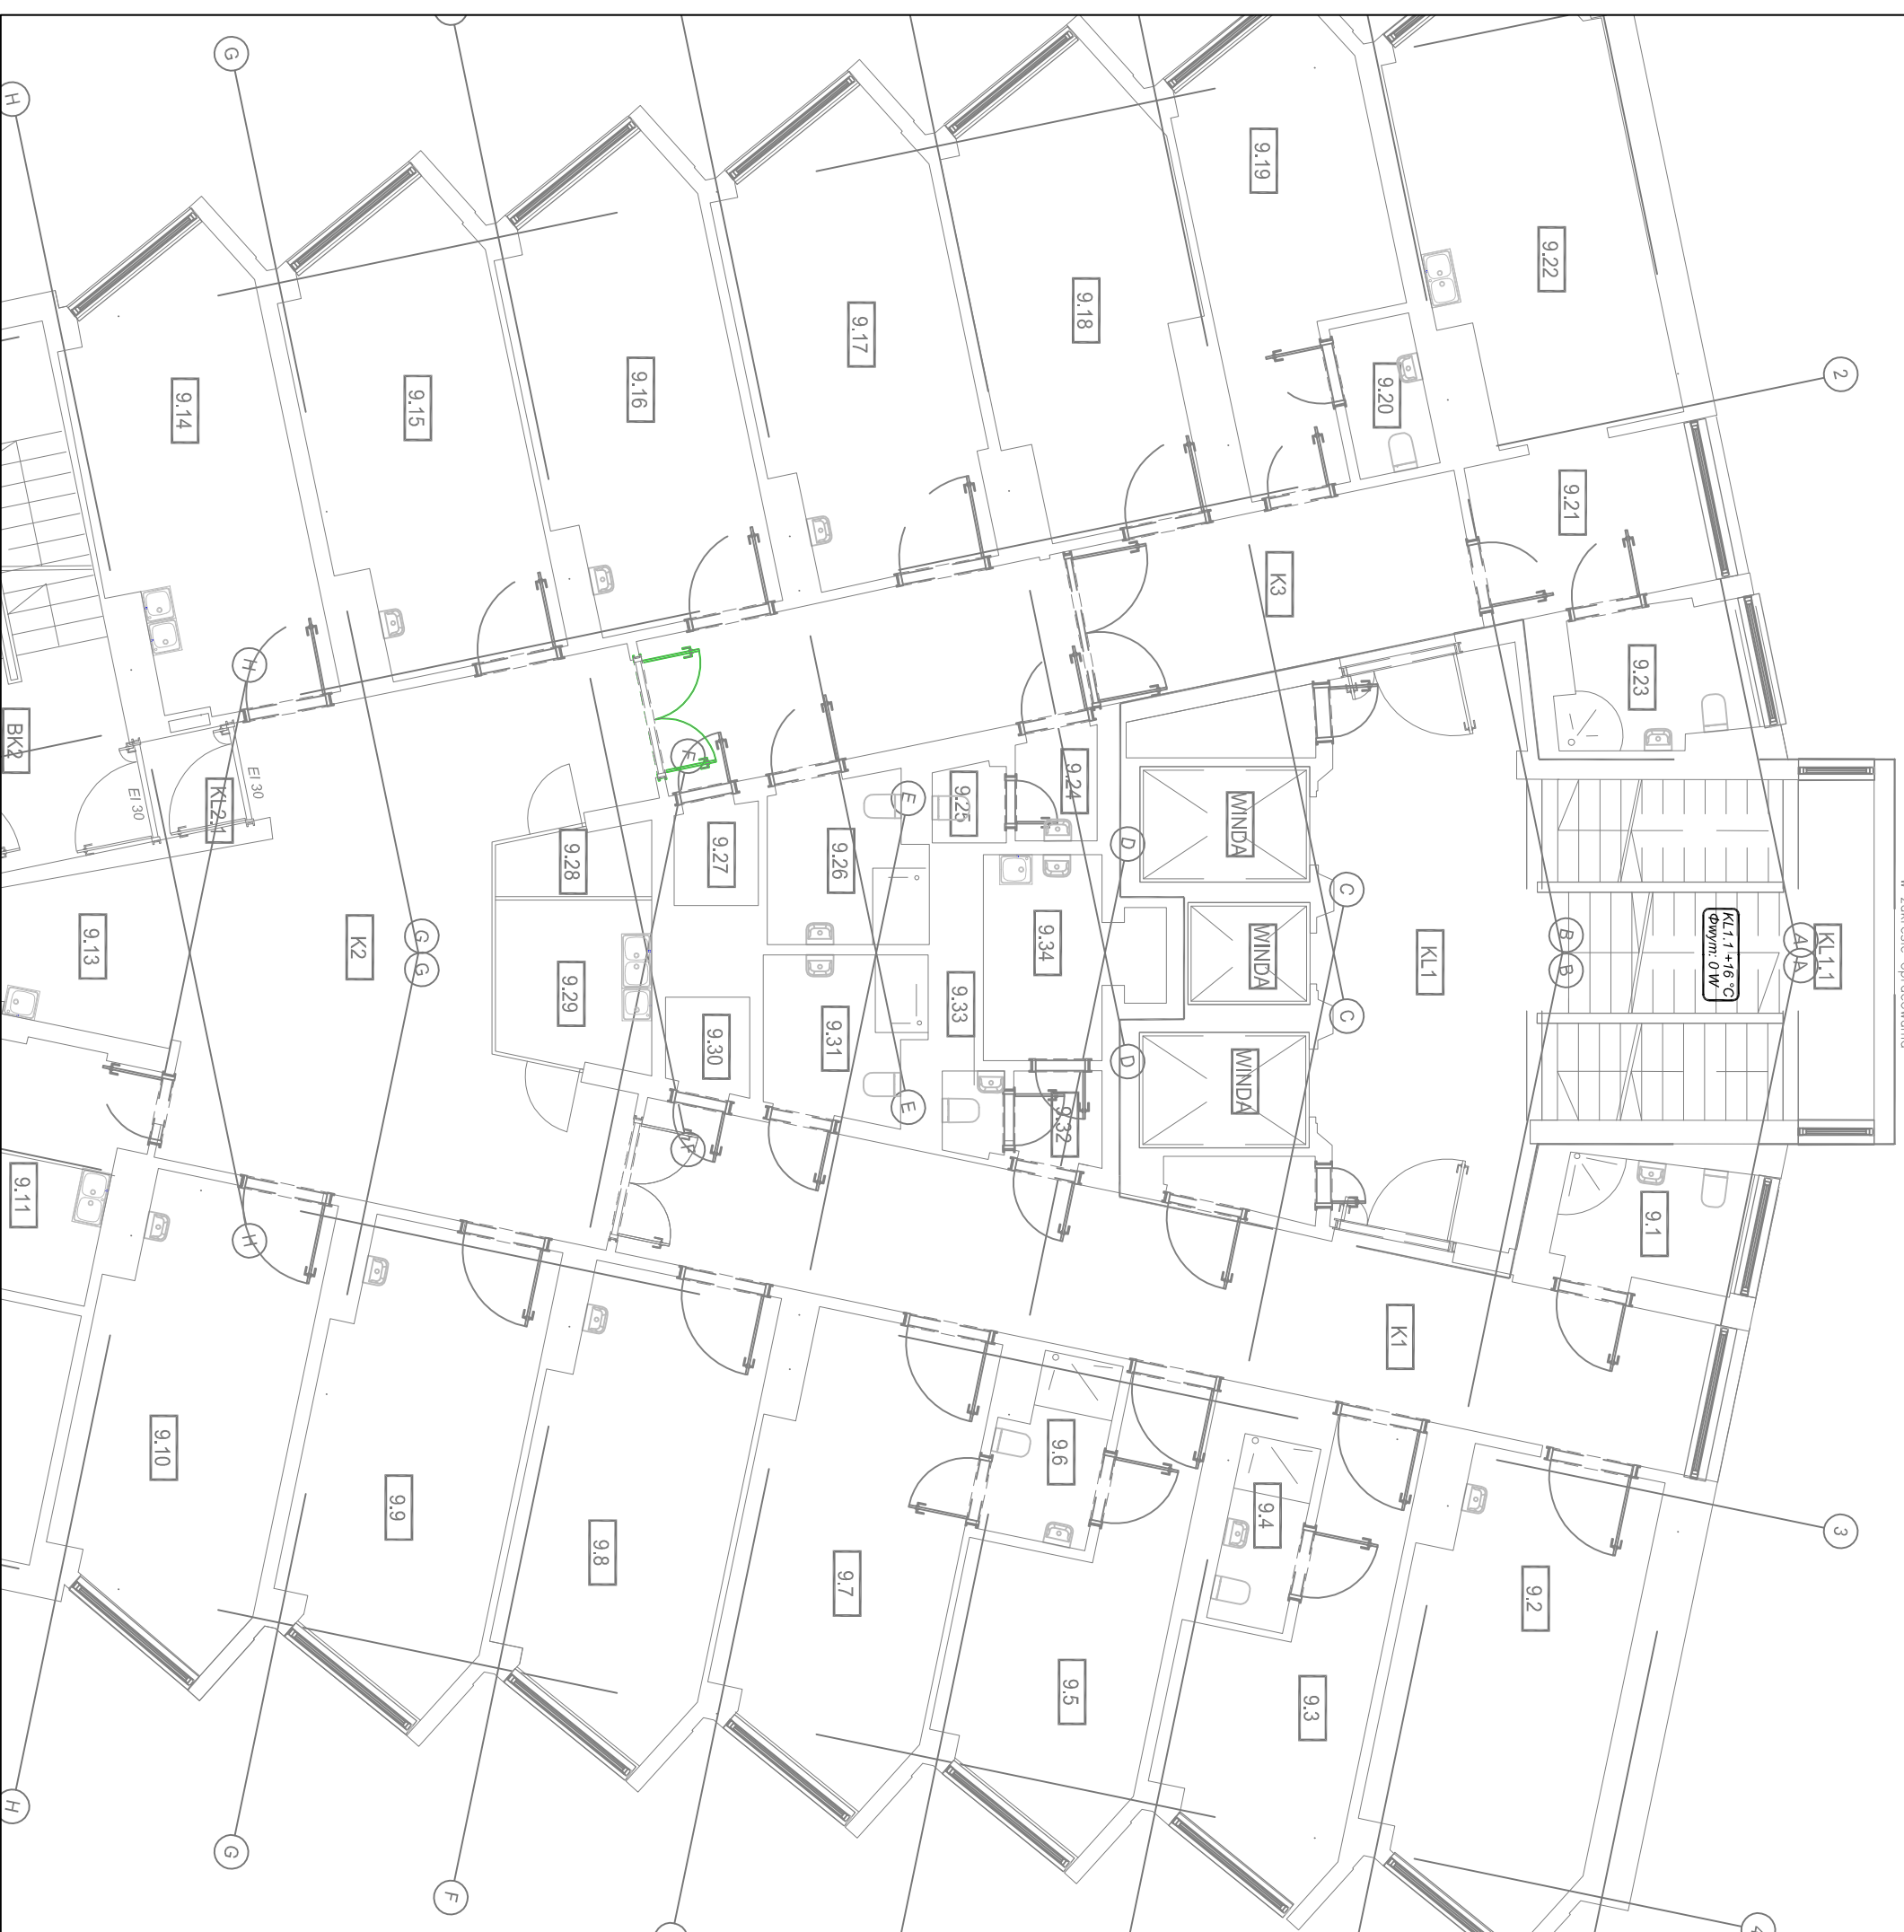 H
G
9.19
9.22
9.18
9.17
9.16
9.15
9.14
2
9.20
9.21
K3
9.23
H
BK2
EI 30
EI 30
KL2.1
F
9.24
9.25
E
9.26
9.27
9.28
D
WINDA
C
9.13
K2
G
G
9.29
9.34
WINDA
KL1
B
B
KL1.1 +16 °C
Φwym: 0 W
A
A
KL1.1
9.33
9.31
9.30
C
D
WINDA
E
F
9.32
9.11
H
9.1
K1
9.10
9.9
9.8
9.7
9.6
9.4
9.2
3
9.5
9.3
H
G
F
4